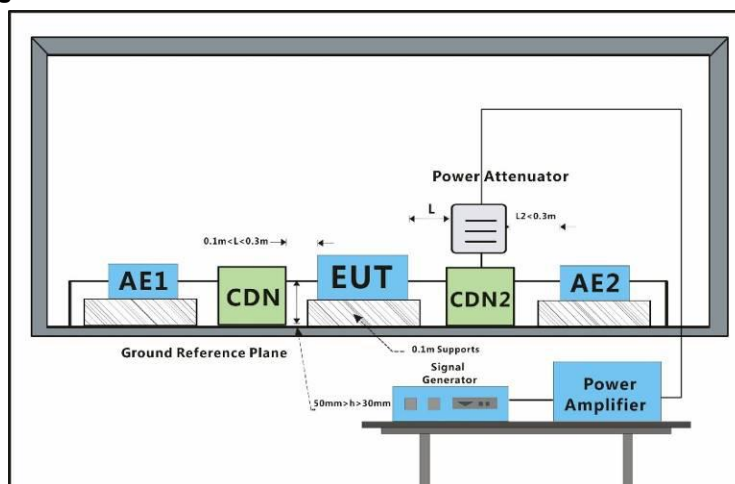 Power Attenuator
L
L2<0.3m
0.1m<L<0.3m
AE1
CDN
EUT
CDN2
AE2
Ground Reference Plane
0.1m Supports
50mm>h>30mm
Signal
Generator
Power
Amplifier